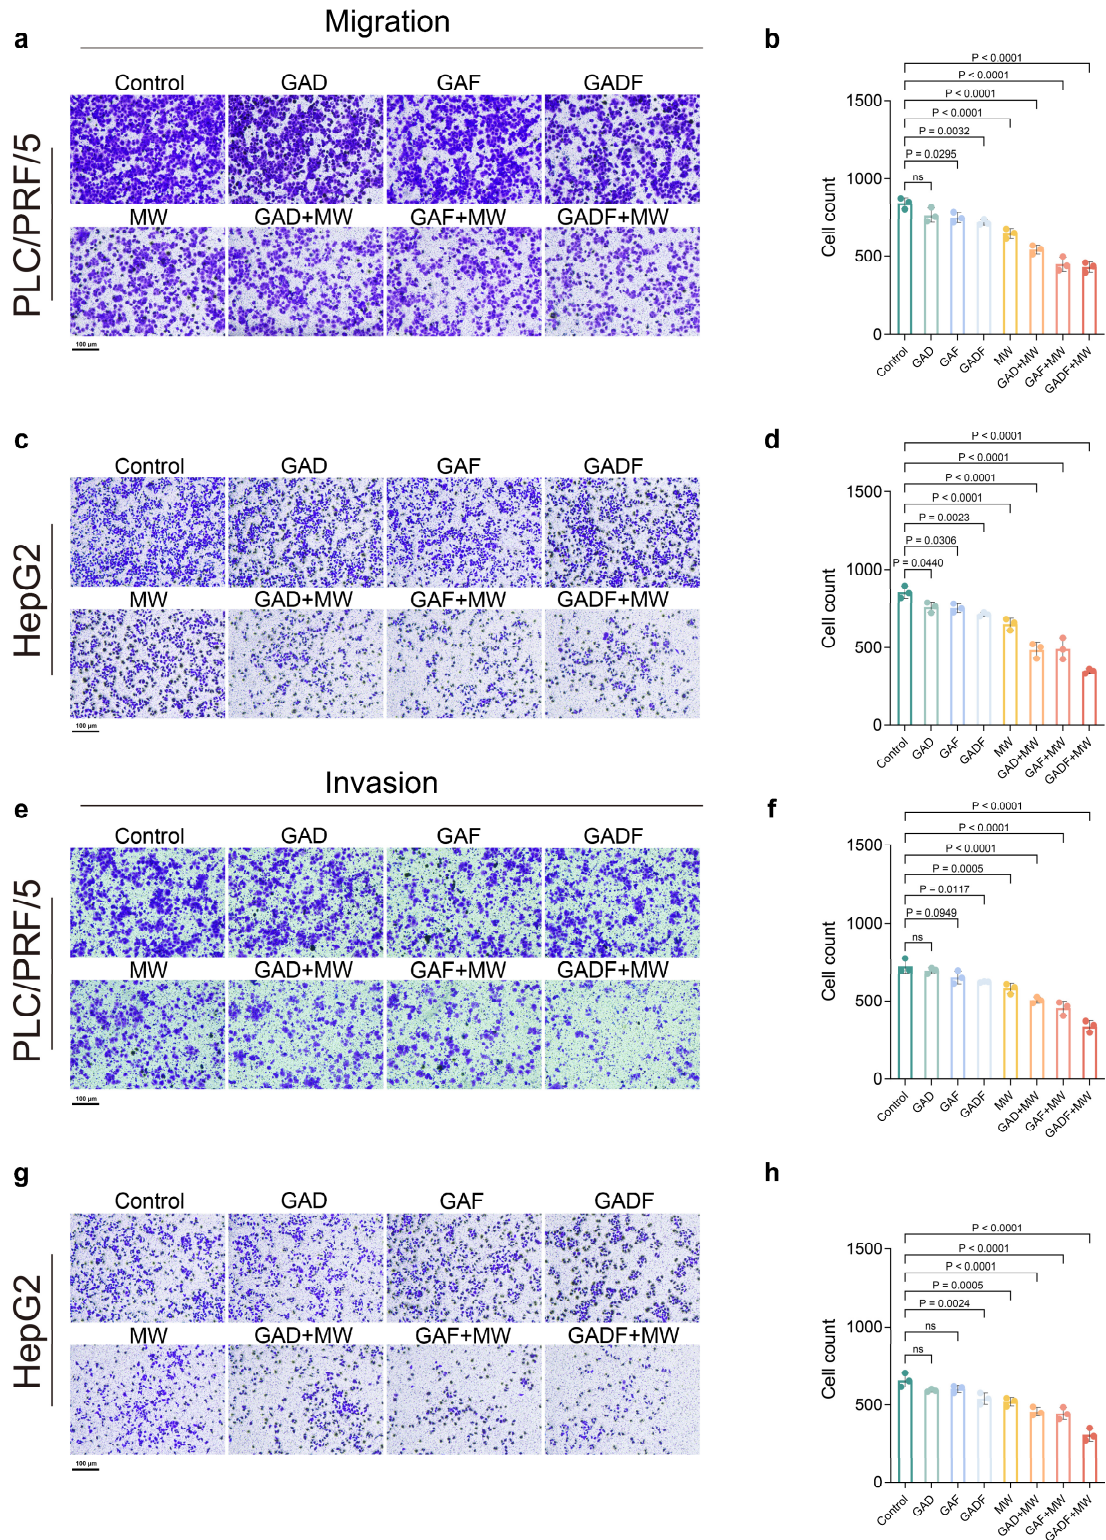 Migration
a
Control GAD GAF GADF
PLC/PRF/5
MW GAD+MW GAF+MW GADF+MW
100 μm
b
P < 0.0001
P < 0.0001
P < 0.0001
P < 0.0001
P = 0.0032
P = 0.0295
ns
1500
1000
500
0
Cell count
Control GAD GAF GADF MW GAD+MW GAF+MW GADF+MW
c
Control GAD GAF GADF
HepG2
MW GAD+MW GAF+MW GADF+MW
100 μm
d
P < 0.0001
P < 0.0001
P < 0.0001
P < 0.0001
P = 0.0023
P = 0.0306
P = 0.0440
1500
1000
500
0
Cell count
Control GAD GAF GADF MW GAD+MW GAF+MW GADF+MW
Invasion
e
Control GAD GAF GADF
PLC/PRF/5
MW GAD+MW GAF+MW GADF+MW
100 μm
f
P < 0.0001
P < 0.0001
P < 0.0001
P = 0.0005
P = 0.0117
P = 0.0949
ns
1500
1000
500
0
Cell count
Control GAD GAF GADF MW GAD+MW GAF+MW GADF+MW
g
Control GAD GAF GADF
HepG2
MW GAD+MW GAF+MW GADF+MW
100 μm
h
P < 0.0001
P < 0.0001
P < 0.0001
P = 0.0005
P = 0.0024
ns
ns
1500
1000
500
0
Cell count
Control GAD GAF GADF MW GAD+MW GAF+MW GADF+MW